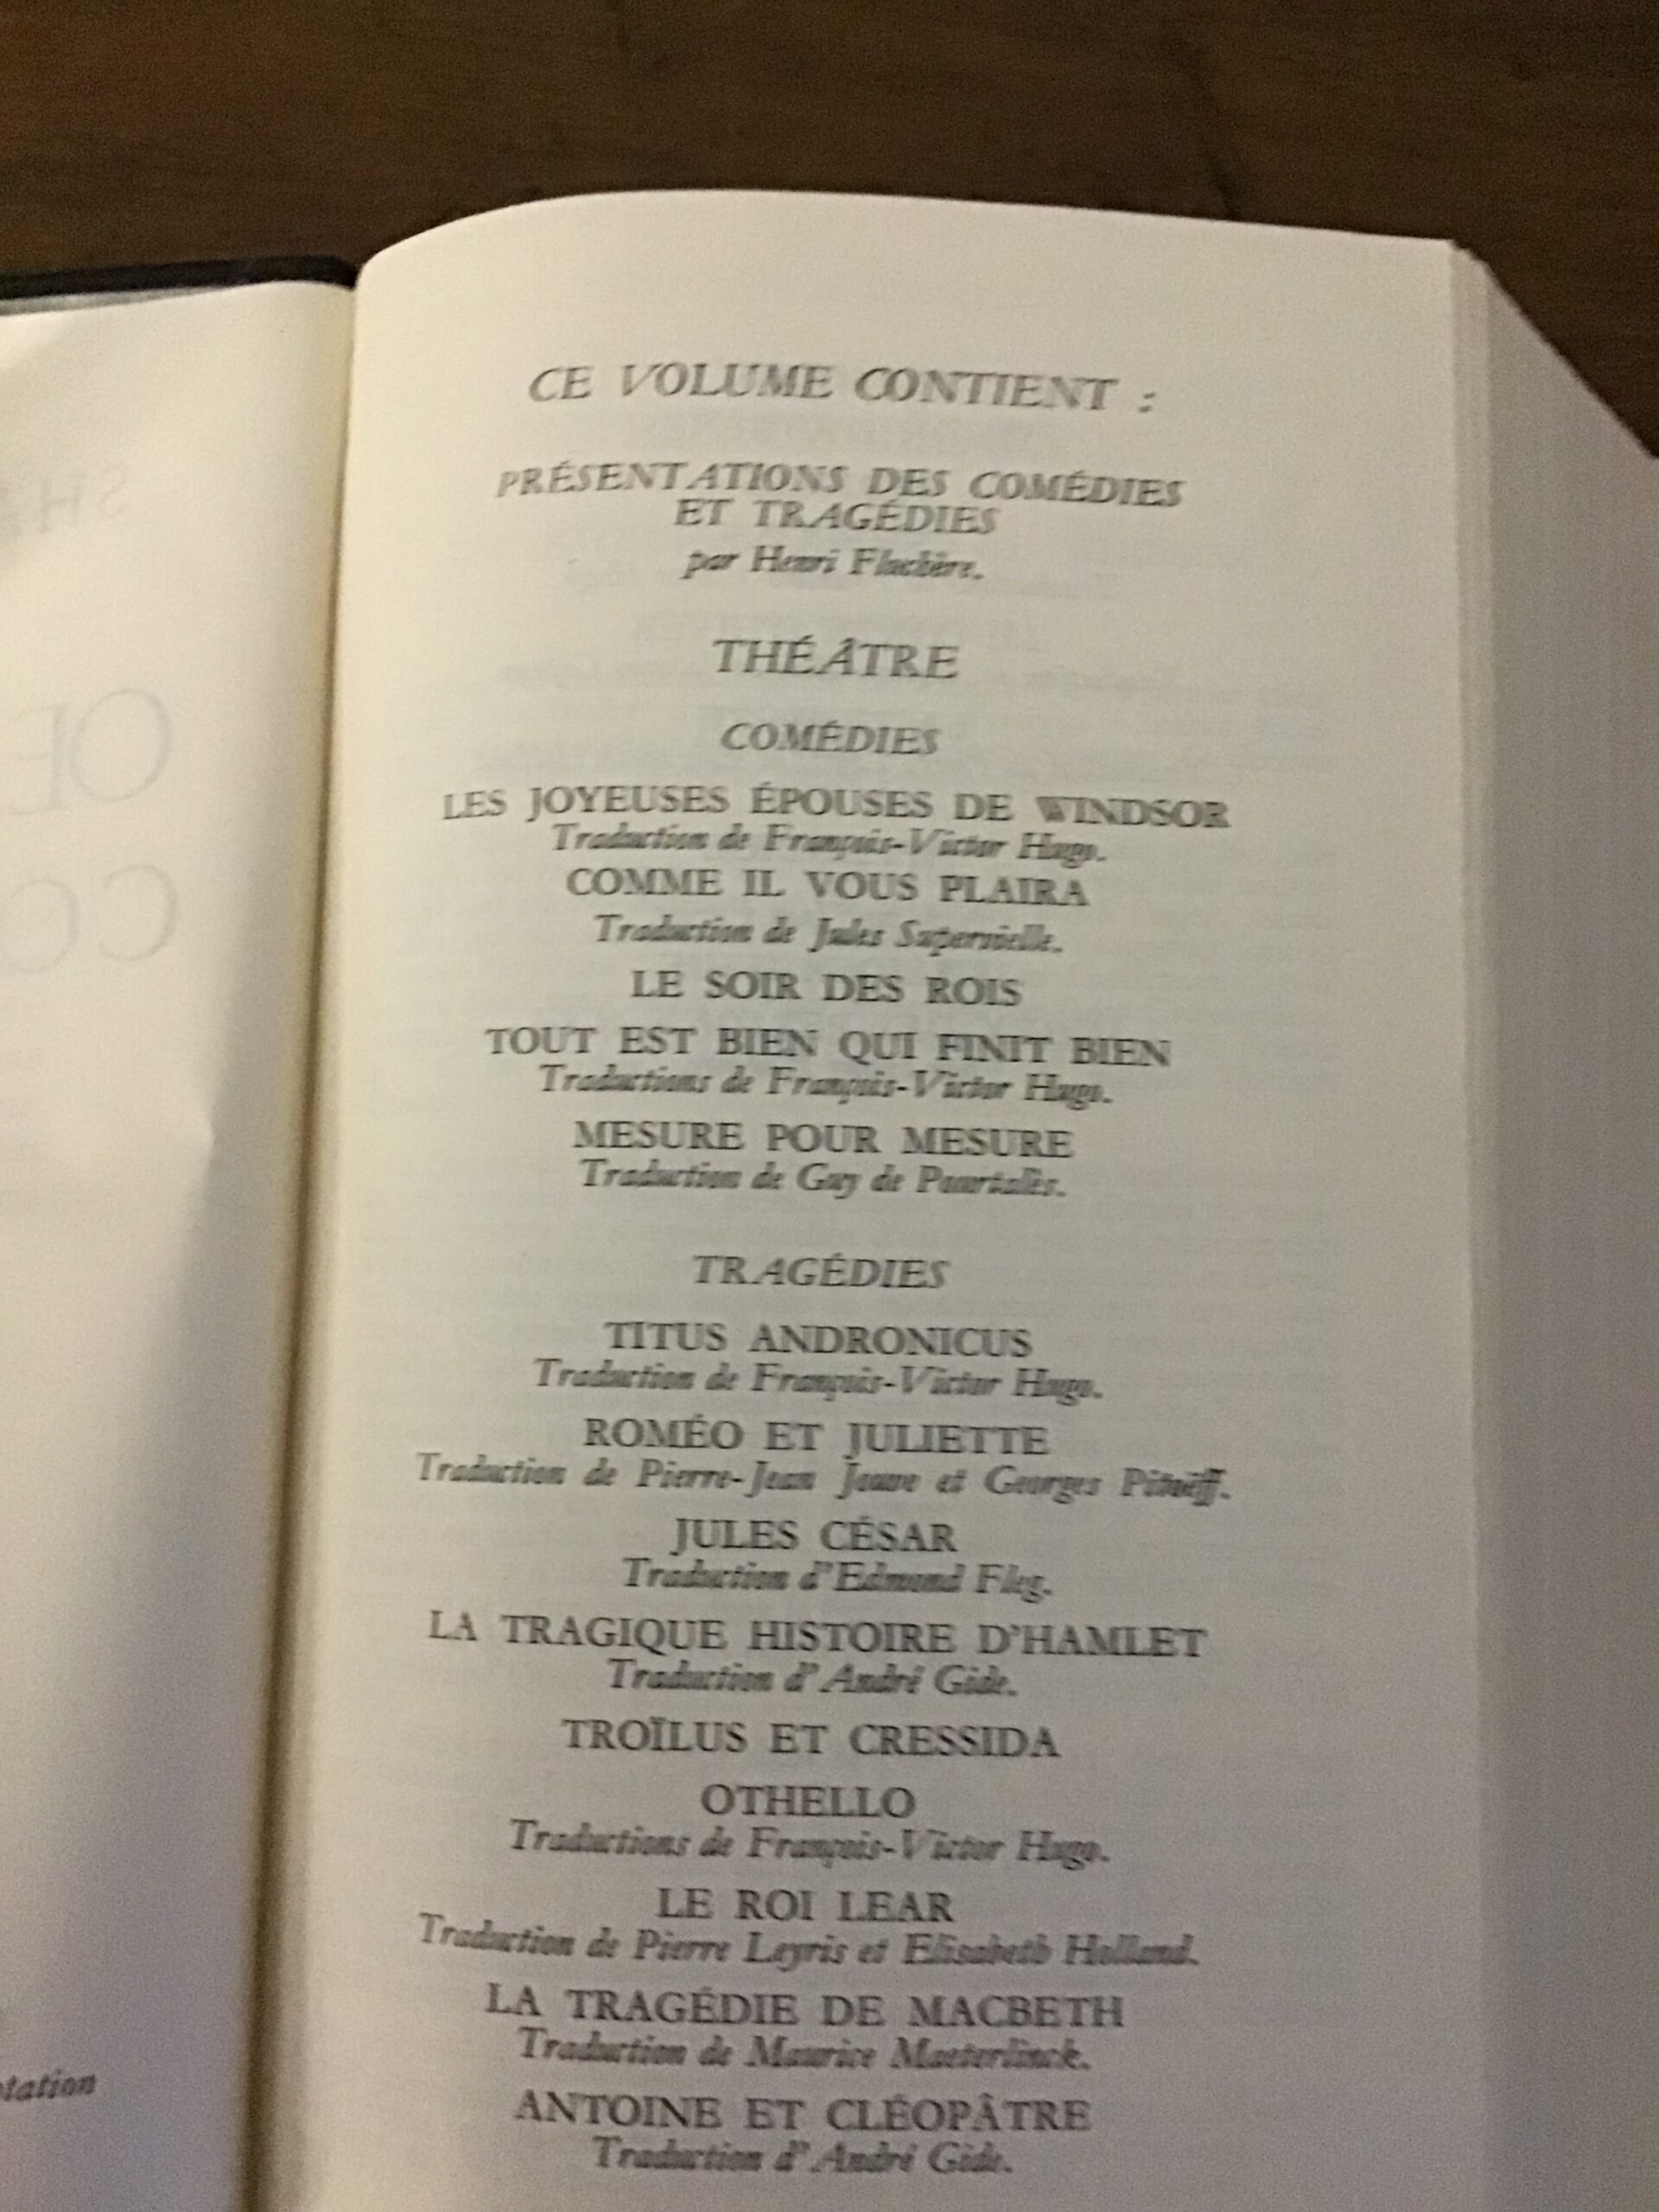 CE VOLUME CONTIENT :
PRÉSENTATIONS DES COMÉDIES
ET TRAGÉDIES
par Henri Fluchère.
THÉÂTRE
COMÉDIES
LES JOYEUSES ÉPOUSES DE WINDSOR
Traduction de François-Victor Hugo.
COMME IL VOUS PLAIRA
Traduction de Jules Supervielle.
LE SOIR DES ROIS
TOUT EST BIEN QUI FINIT BIEN
Traductions de François-Victor Hugo.
MESURE POUR MESURE
Traduction de Guy de Pourtalès.
TRAGÉDIES
TITUS ANDRONICUS
Traduction de François-Victor Hugo.
ROMÉO ET JULIETTE
Traduction de Pierre-Jean Jouve et Georges Pitoëff.
JULES CÉSAR
Traduction d'Edmond Fleg.
LA TRAGIQUE HISTOIRE D'HAMLET
Traduction d'André Gide.
TROÏLUS ET CRESSIDA
OTHELLO
Traductions de François-Victor Hugo.
LE ROI LEAR
Traduction de Pierre Leyris et Elisabeth Holland.
LA TRAGÉDIE DE MACBETH
Traduction de Maurice Maeterlinck.
ANTOINE ET CLÉOPÂTRE
Traduction d'André Gide.